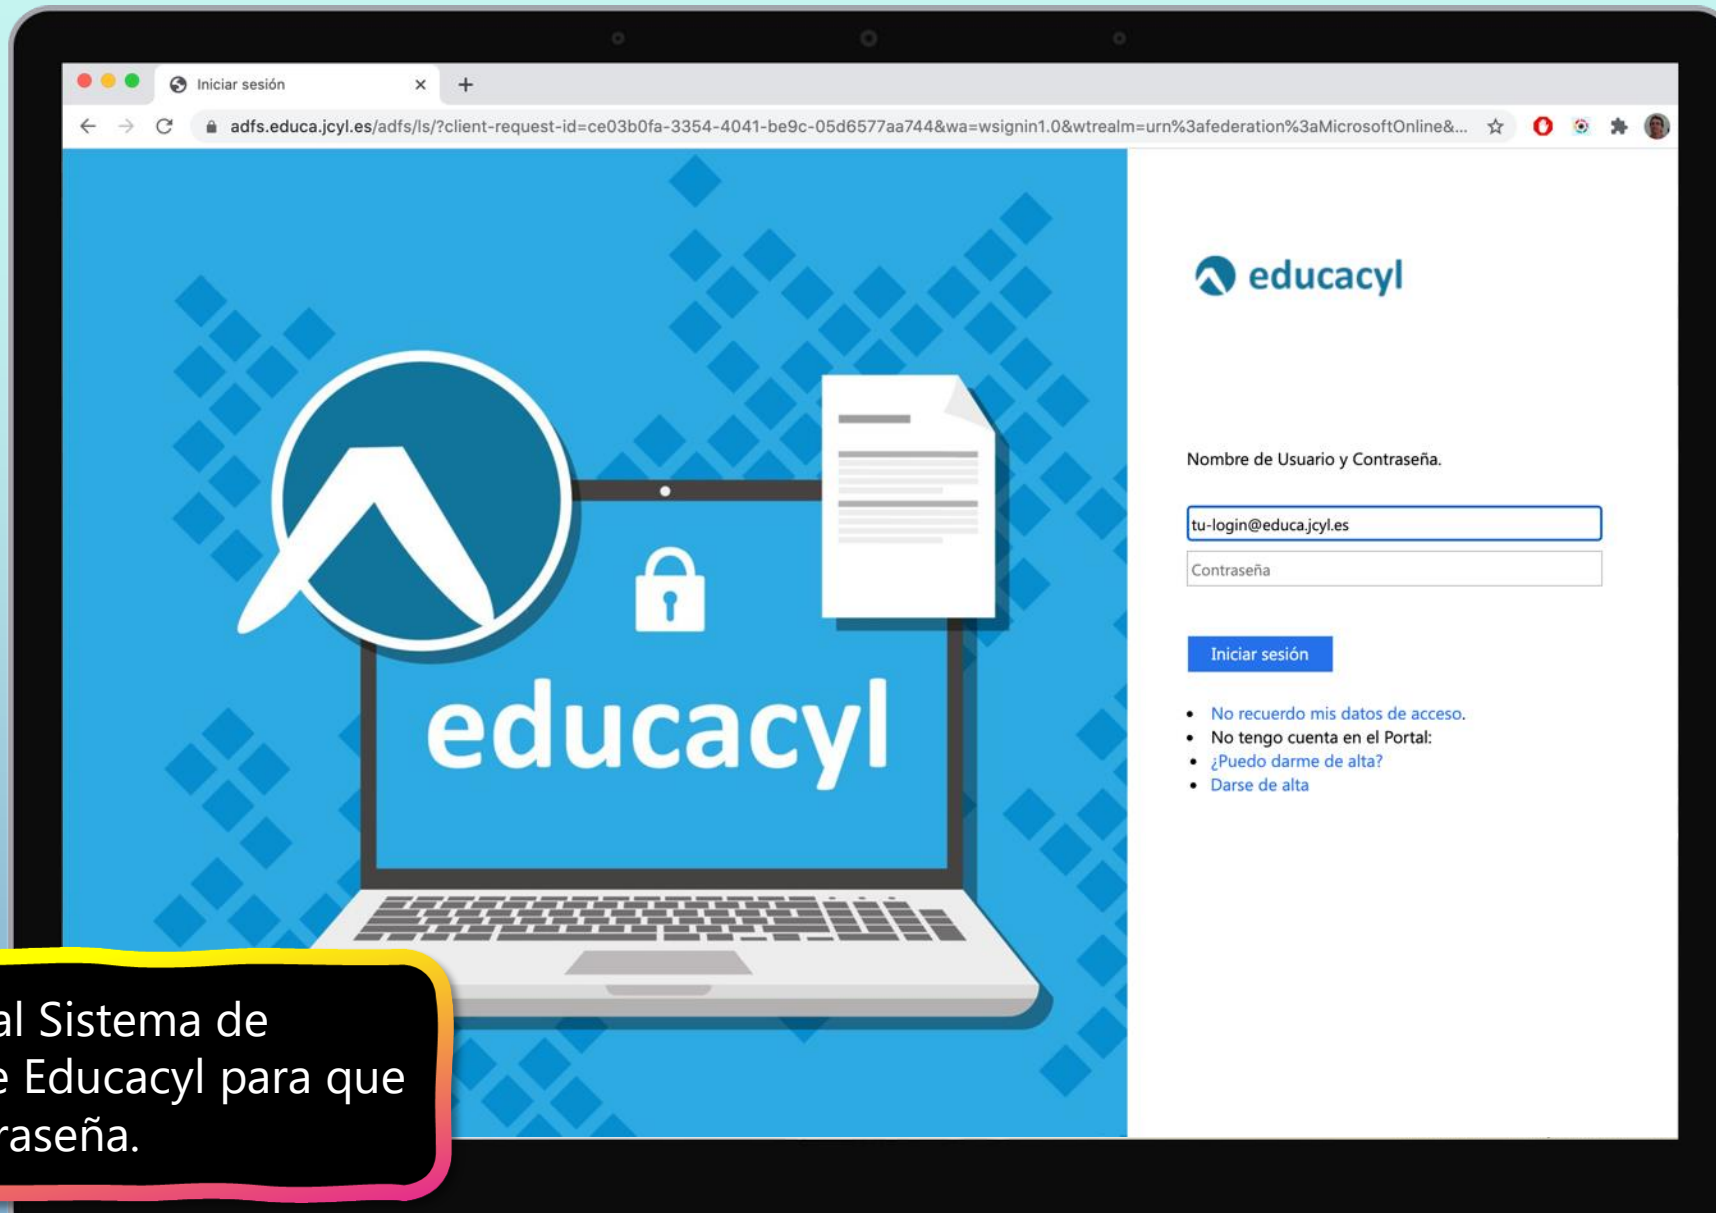 Iniciar sesión
adfs.educa.jcyl.es/adfs/ls/?client-request-id=ce03b0fa-3354-4041-be9c-05d6577aa744&wa=wsignin1.0&wtrealm=urn%3afederation%3aMicrosoftOnline&...
educacyl
educacyl
Nombre de Usuario y Contraseña.
tu-login@educa.jcyl.es
Contraseña
Iniciar sesión
No recuerdo mis datos de acceso.
No tengo cuenta en el Portal:
¿Puedo darme de alta?
Darse de alta
al Sistema de
e Educacyl para que
raseña.